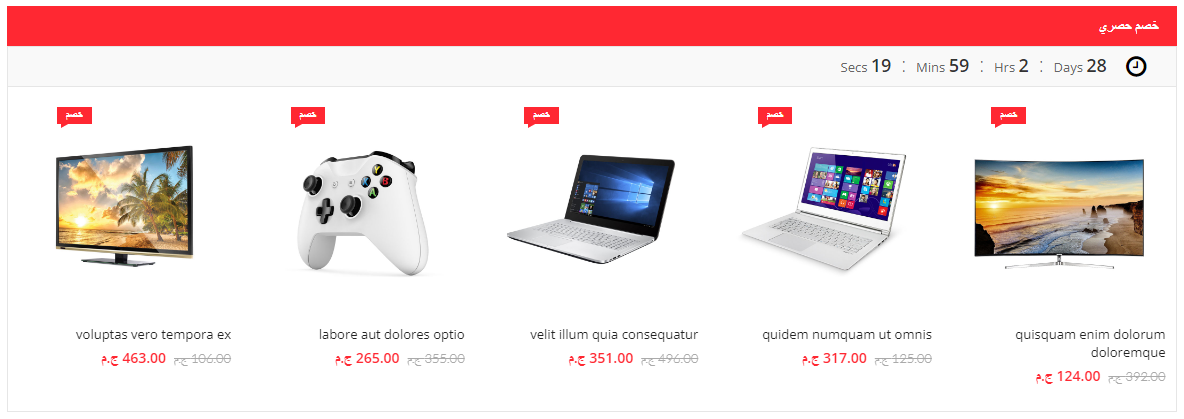 خصم حصري
28 Days : 2 Hrs : 59 Mins : 19 Secs
خصم
خصم
خصم
خصم
خصم
quisquam enim dolorum
doloremque
392.00 ج.م 124.00 ج.م
quidem numquam ut omnis
125.00 ج.م 317.00 ج.م
velit illum quia consequatur
496.00 ج.م 351.00 ج.م
labore aut dolores optio
355.00 ج.م 265.00 ج.م
voluptas vero tempora ex
106.00 ج.م 463.00 ج.م